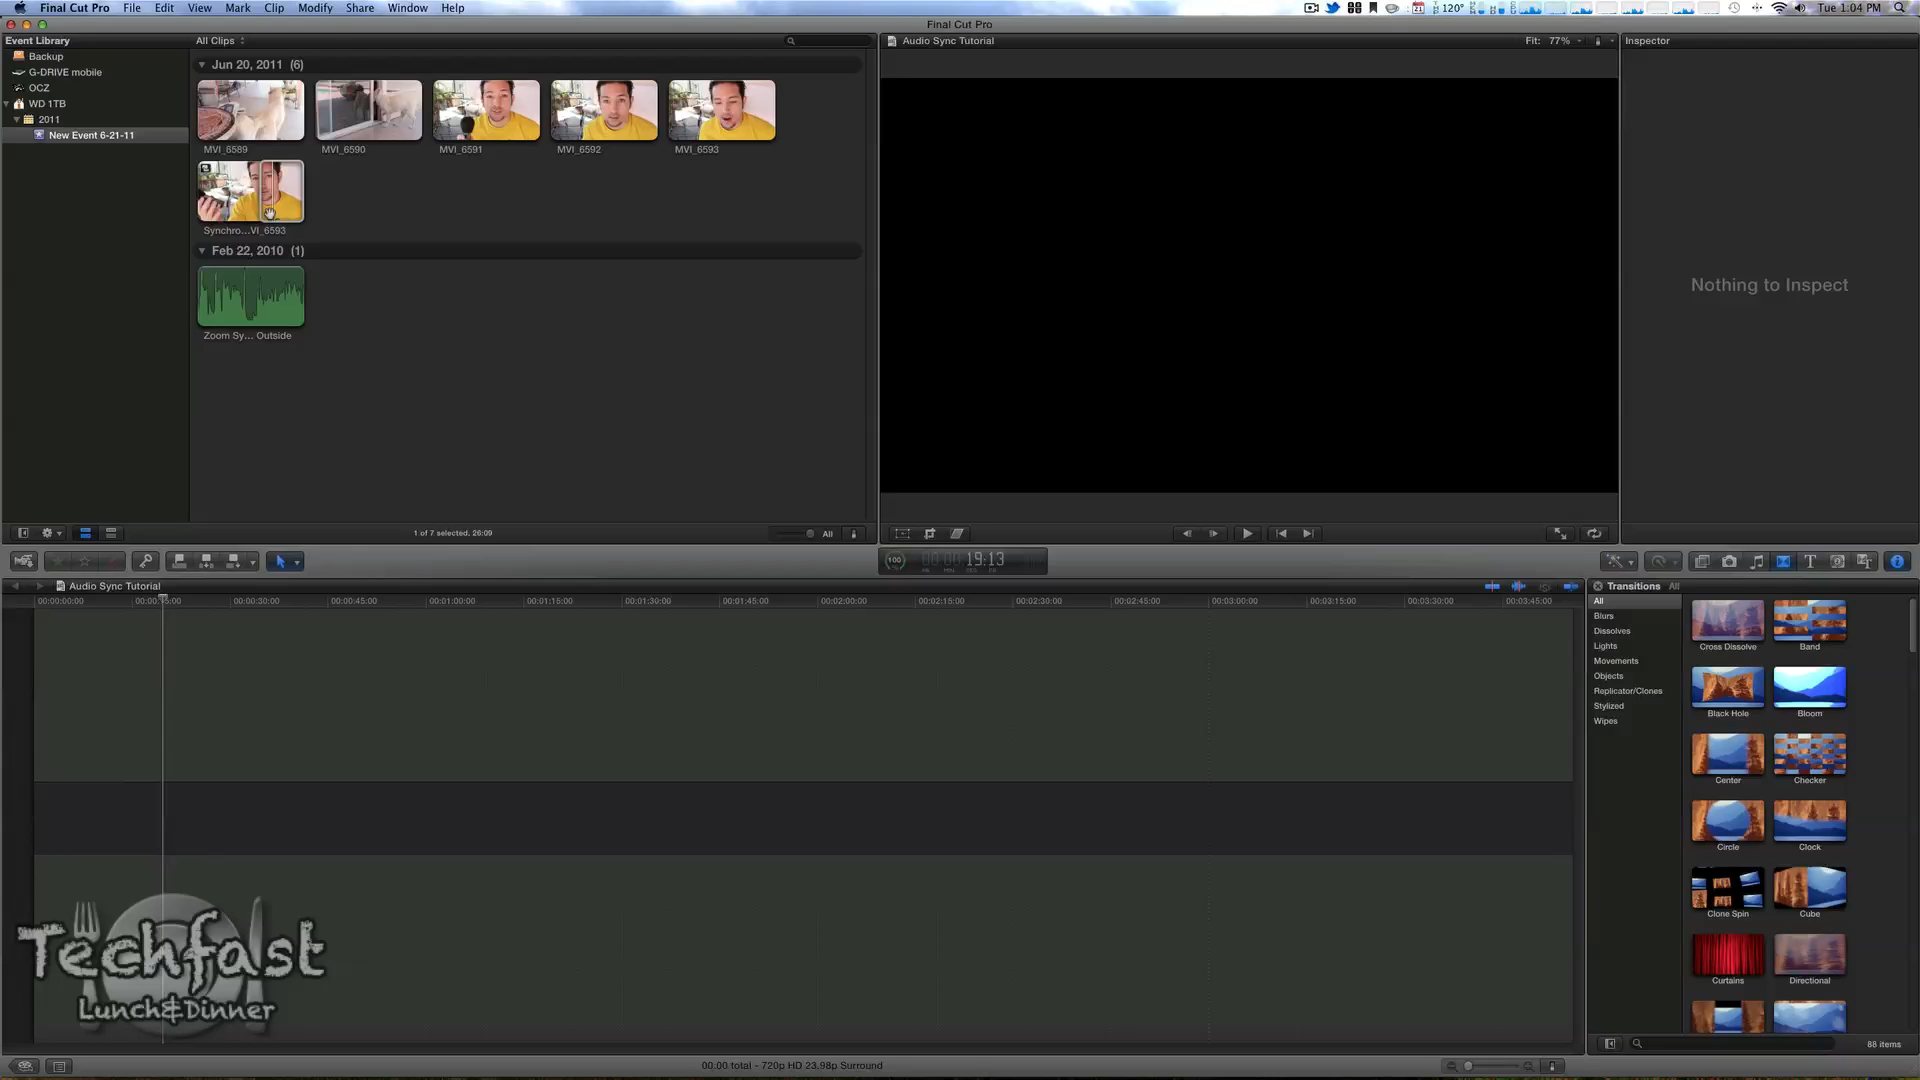 Final Cut Pro File Edit View Mark Clip Modify Share Window Help
120° Tue 1:04 PM
Final Cut Pro
Event Library
All Clips
Audio Sync Tutorial
Fit: 77%
Inspector
Backup
G-DRIVE mobile
OCZ
WD 1TB
2011
New Event 6-21-11
Jun 20, 2011 (6)
MVI_6589
MVI_6590
MVI_6591
MVI_6592
MVI_6593
Synchro...VI_6593
Feb 22, 2010 (1)
Zoom Sy... Outside
Nothing to Inspect
1 of 7 selected, 26:09
All
100
19:13
Audio Sync Tutorial
00:00:00:00
00:00:30:00
00:00:45:00
00:01:00:00
00:01:15:00
00:01:30:00
00:01:45:00
00:02:00:00
00:02:15:00
00:02:30:00
00:02:45:00
00:03:00:00
00:03:15:00
00:03:30:00
00:03:45:00
Transitions All
All
Blurs
Dissolves
Lights
Movements
Objects
Replicator/Clones
Stylized
Wipes
Cross Dissolve
Band
Black Hole
Bloom
Center
Checker
Circle
Clock
Clone Spin
Cube
Curtains
Directional
88 items
Techfast
Lunch&Dinner
00:00 total - 720p HD 23.98p Surround